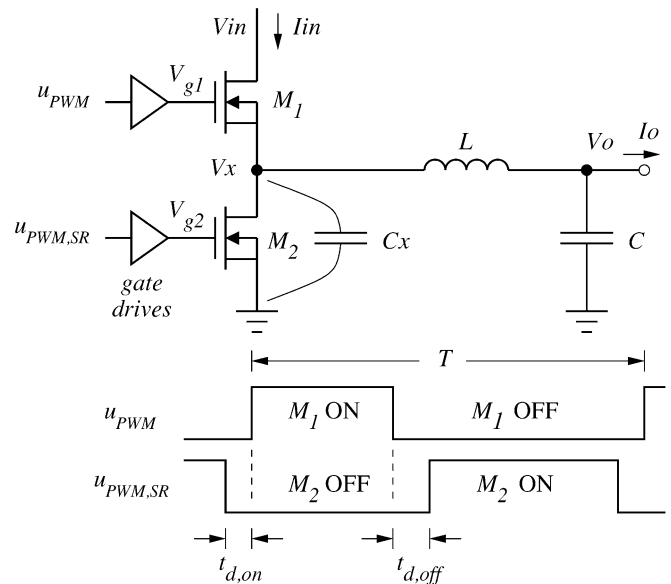 Vin
Iin
u_PWM
V_g1
M_1
Vx
L
Vo
Io
u_PWM,SR
V_g2
M_2
Cx
C
gate
drives
T
u_PWM
M_1 ON
M_1 OFF
u_PWM,SR
M_2 OFF
M_2 ON
t_d,on
t_d,off